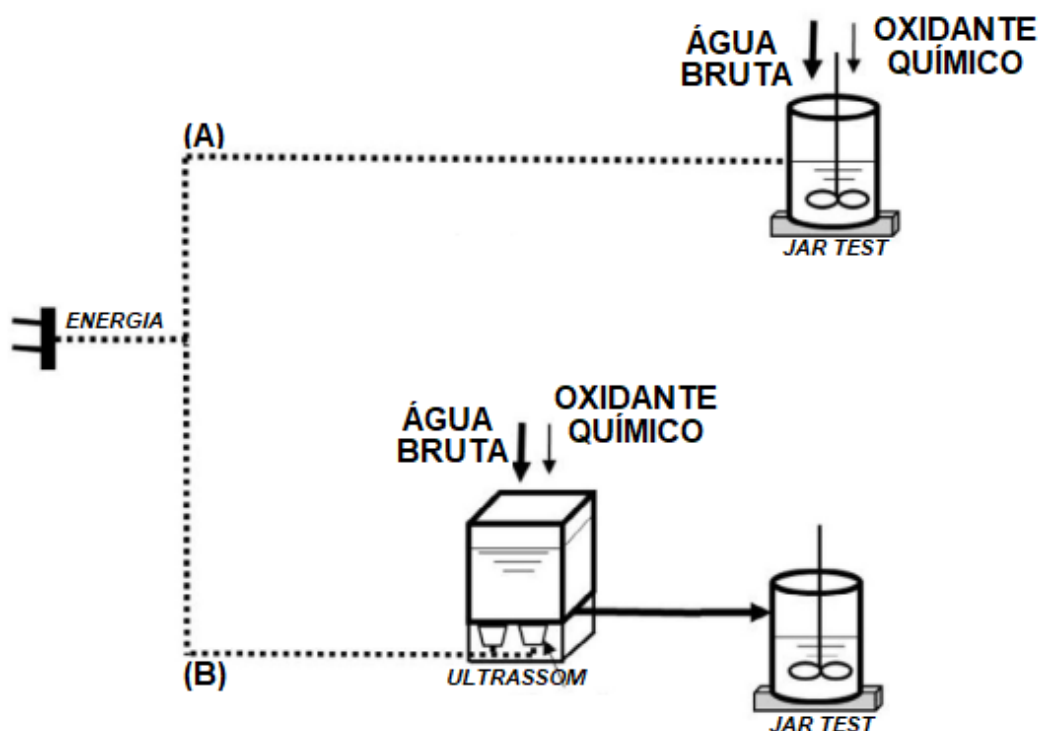 ÁGUA
BRUTA
OXIDANTE
QUÍMICO
(A)
JAR TEST
ENERGIA
ÁGUA
BRUTA
OXIDANTE
QUÍMICO
(B)
ULTRASSOM
JAR TEST